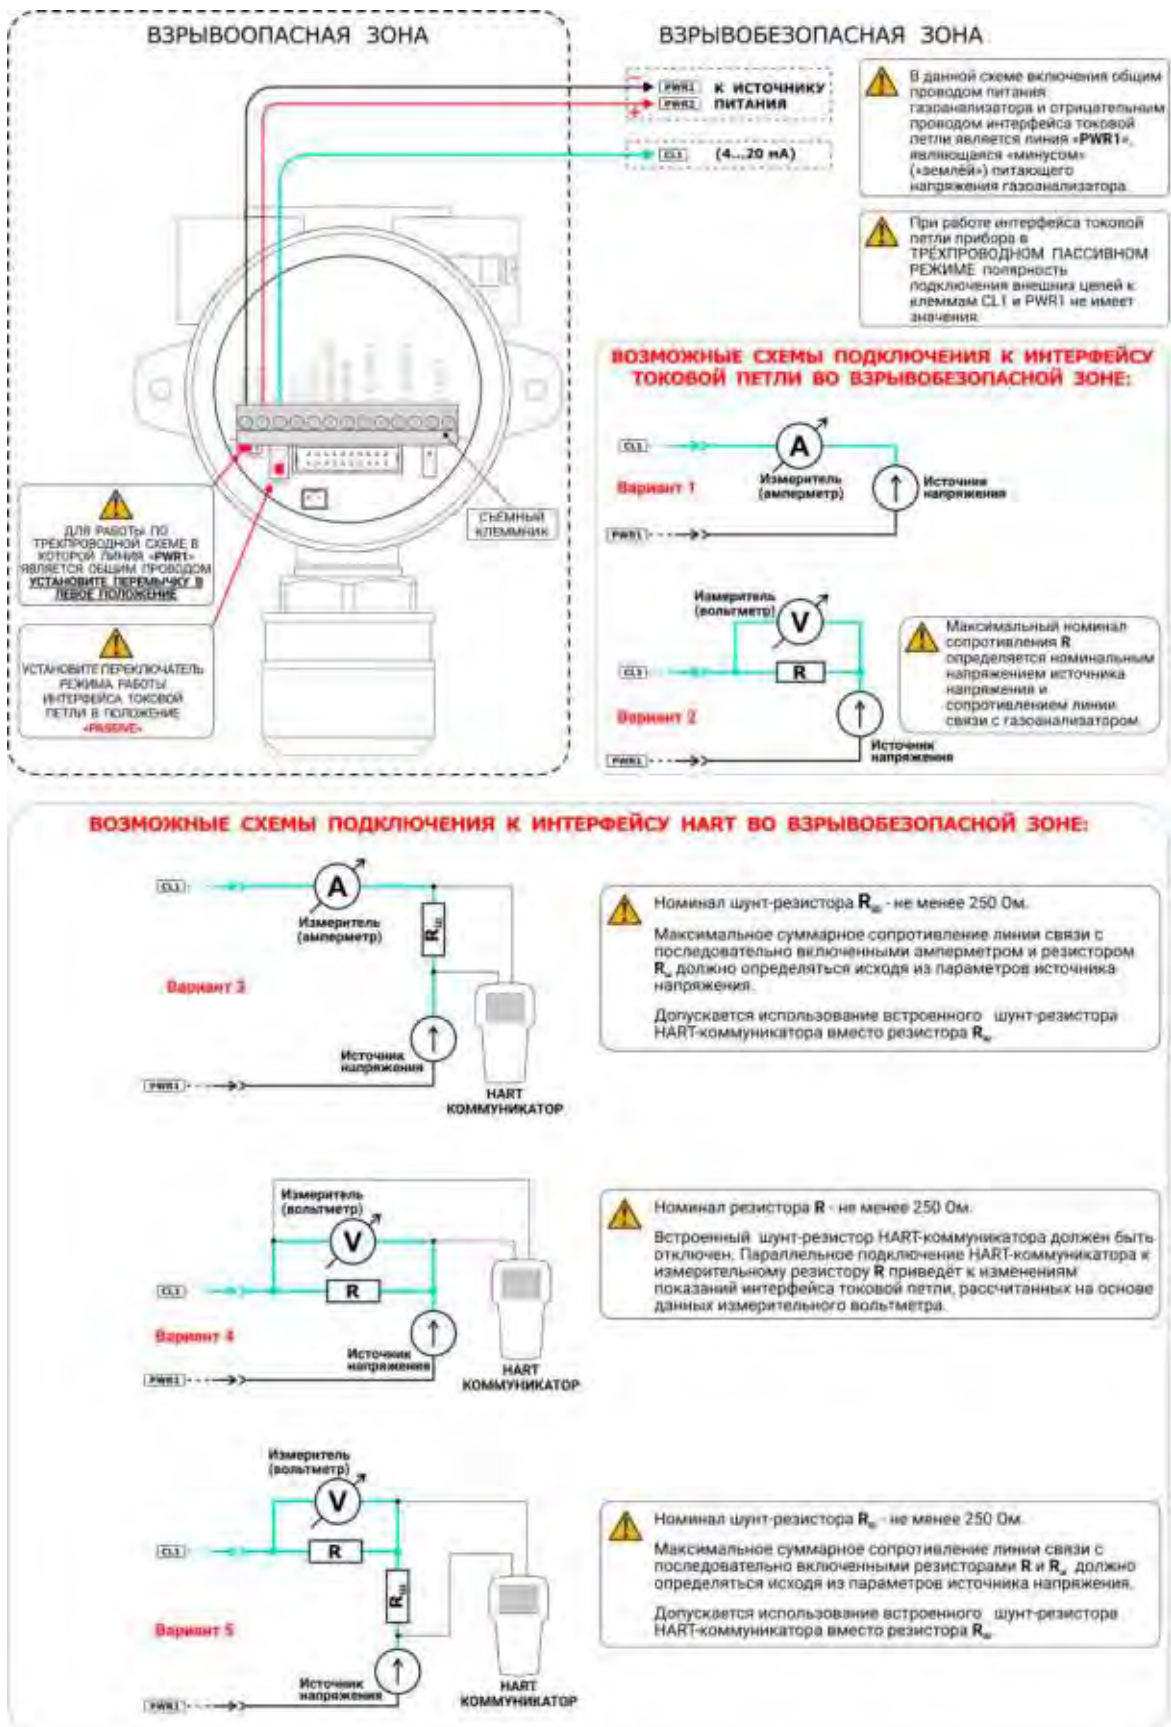 ВЗРЫВООПАСНАЯ ЗОНА
ВЗРЫВОБЕЗОПАСНАЯ ЗОНА
−
PWR1
К ИСТОЧНИКУ
PWR2
ПИТАНИЯ
+
CL1
(4...20 мА)
В данной схеме включения общим
проводом питания
газоанализатора и отрицательным
проводом интерфейса токовой
петли является линия «PWR1»,
являющаяся «минусом»
(«землёй») питающего
напряжения газоанализатора
При работе интерфейса токовой
петли прибора в
ТРЁХПРОВОДНОМ ПАССИВНОМ
РЕЖИМЕ полярность
подключения внешних цепей к
клеммам CL1 и PWR1 не имеет
значения.
СЪЁМНЫЙ
КЛЕММНИК
ДЛЯ РАБОТЫ ПО
ТРЕХПРОВОДНОЙ СХЕМЕ В
КОТОРОЙ ЛИНИЯ «PWR1»
ЯВЛЯЕТСЯ ОБЩИМ ПРОВОДОМ
УСТАНОВИТЕ ПЕРЕМЫЧКУ В
ЛЕВОЕ ПОЛОЖЕНИЕ
УСТАНОВИТЕ ПЕРЕКЛЮЧАТЕЛЬ
РЕЖИМА РАБОТЫ
ИНТЕРФЕЙСА ТОКОВОЙ
ПЕТЛИ В ПОЛОЖЕНИЕ
«PASSIVE»
ВОЗМОЖНЫЕ СХЕМЫ ПОДКЛЮЧЕНИЯ К ИНТЕРФЕЙСУ
ТОКОВОЙ ПЕТЛИ ВО ВЗРЫВОБЕЗОПАСНОЙ ЗОНЕ:
CL1
A
Измеритель
(амперметр)
Источник
напряжения
Вариант 1
PWR1
Измеритель
(вольтметр)
V
R
CL1
Вариант 2
Источник
напряжения
PWR1
Максимальный номинал
сопротивления R
определяется номинальным
напряжением источника
напряжения и
сопротивлением линии
связи с газоанализатором
ВОЗМОЖНЫЕ СХЕМЫ ПОДКЛЮЧЕНИЯ К ИНТЕРФЕЙСУ HART ВО ВЗРЫВОБЕЗОПАСНОЙ ЗОНЕ:
CL1
A
Измеритель
(амперметр)
Rш
Вариант 3
Источник
напряжения
PWR1
HART
КОММУНИКАТОР
Номинал шунт-резистора Rш - не менее 250 Ом.
Максимальное суммарное сопротивление линии связи с
последовательно включенными амперметром и резистором
Rш должно определяться исходя из параметров источника
напряжения.
Допускается использование встроенного шунт-резистора
HART-коммуникатора вместо резистора Rш
Измеритель
(вольтметр)
V
R
CL1
Вариант 4
Источник
напряжения
PWR1
HART
КОММУНИКАТОР
Номинал резистора R - не менее 250 Ом.
Встроенный шунт-резистор HART-коммуникатора должен быть
отключен. Параллельное подключение HART-коммуникатора к
измерительному резистору R приведёт к изменениям
показаний интерфейса токовой петли, рассчитанных на основе
данных измерительного вольтметра.
Измеритель
(вольтметр)
V
R
CL1
Rш
Вариант 5
Источник
напряжения
PWR1
HART
КОММУНИКАТОР
Номинал шунт-резистора Rш - не менее 250 Ом.
Максимальное суммарное сопротивление линии связи с
последовательно включенными резисторами R и Rш должно
определяться исходя из параметров источника напряжения.
Допускается использование встроенного шунт-резистора
HART-коммуникатора вместо резистора Rш